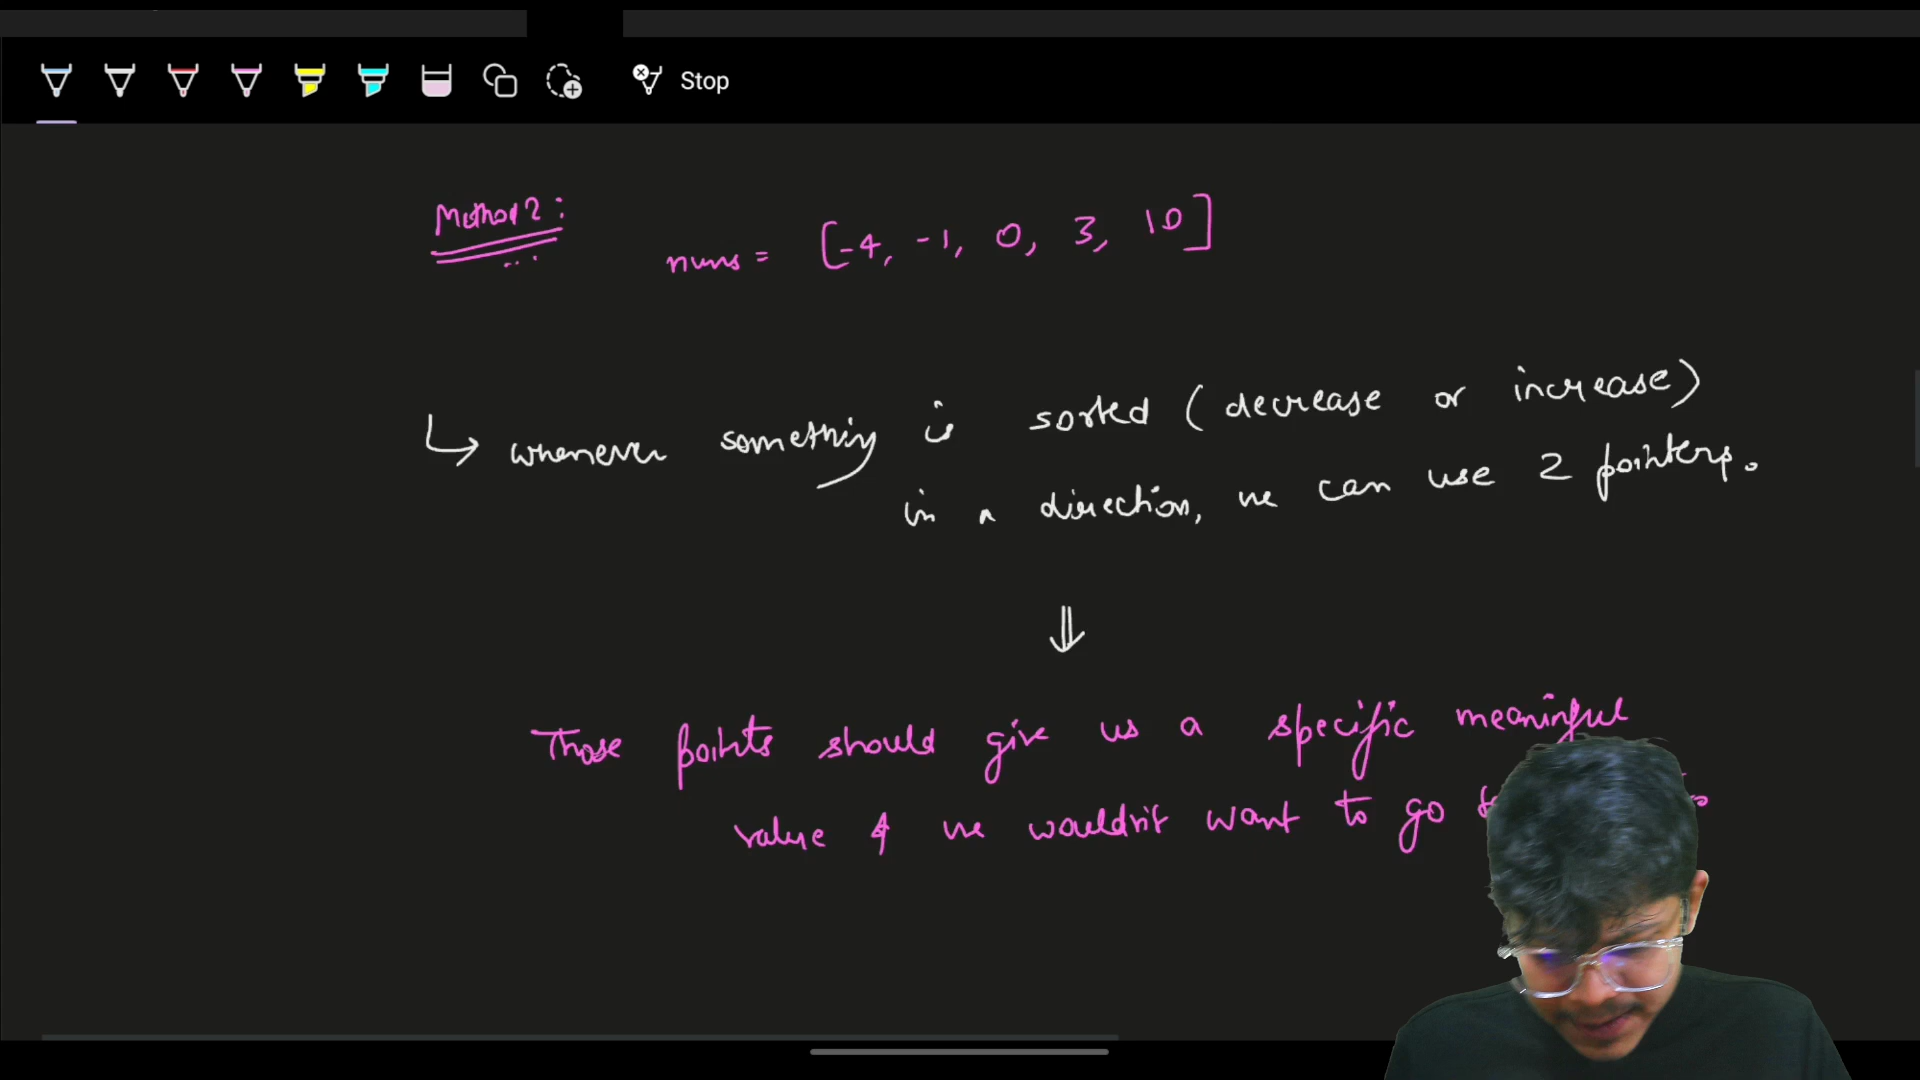 Stop
Method 2:
nums = [-4, -1, 0, 3, 10]
↳ whenever something is sorted (decrease or increase)
in a direction, we can use 2 pointers.
⇓
Those points should give us a specific meaningful
value & we wouldn't want to go